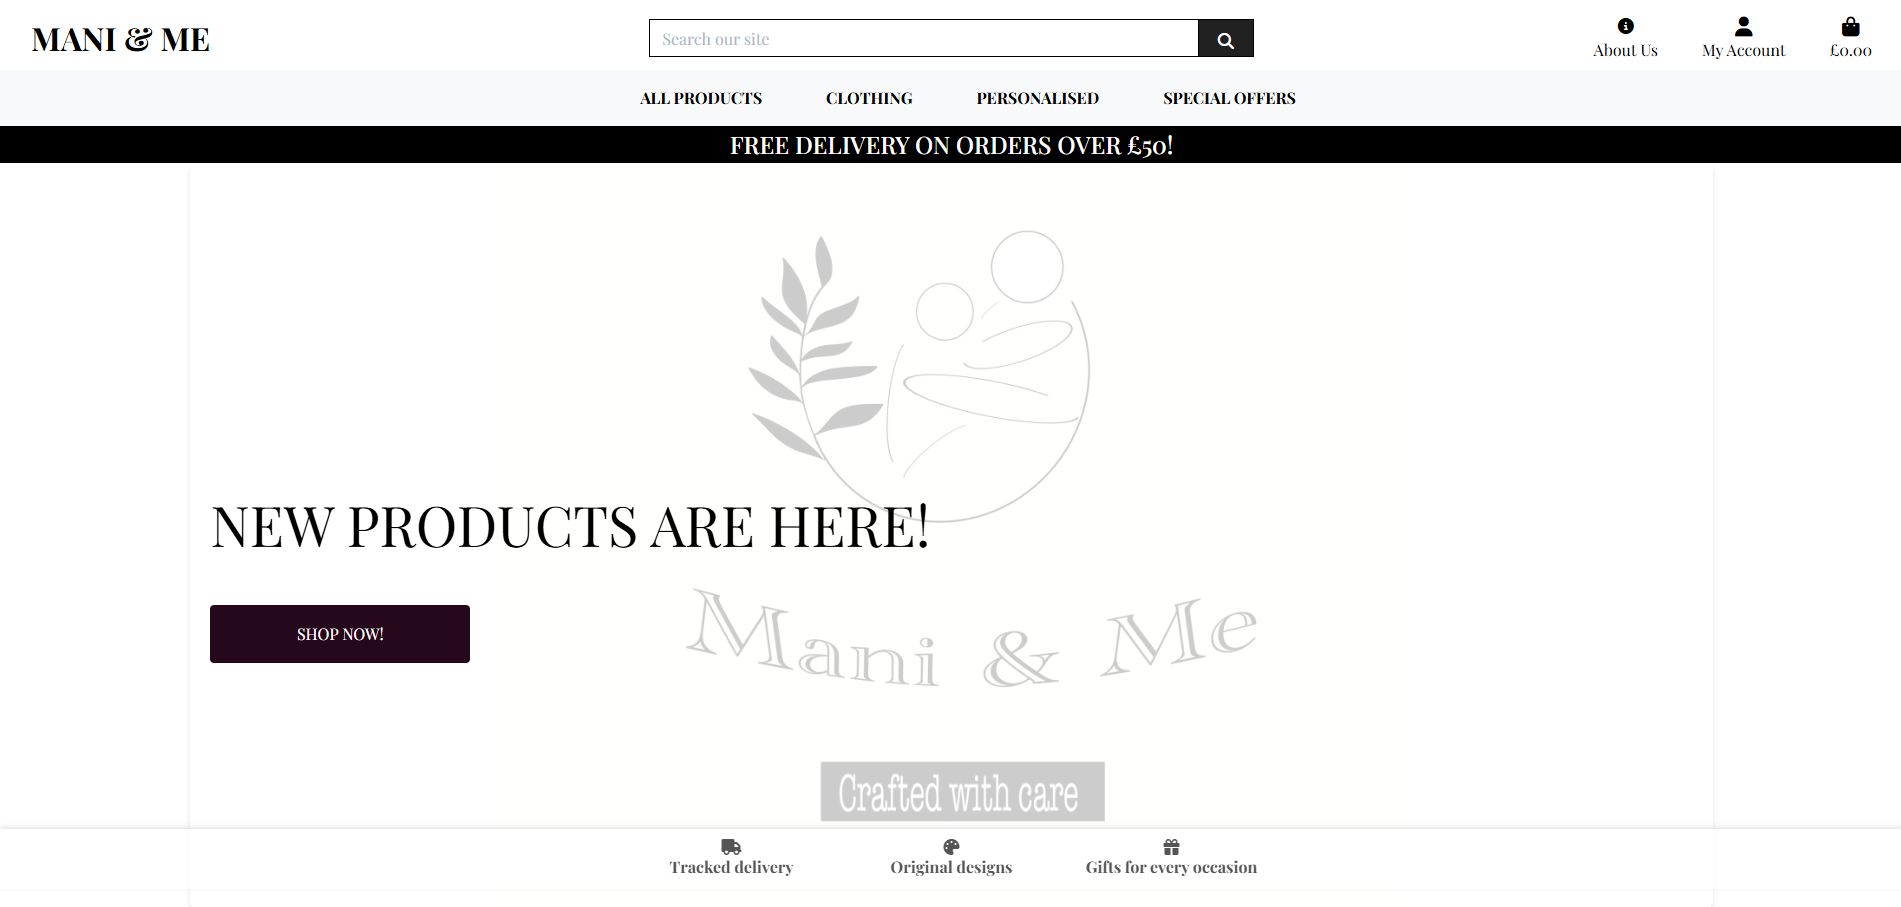 MANI & ME
Search our site
About Us
My Account
£0.00
ALL PRODUCTS
CLOTHING
PERSONALISED
SPECIAL OFFERS
FREE DELIVERY ON ORDERS OVER £50!
NEW PRODUCTS ARE HERE!
SHOP NOW!
Mani & Me
Crafted with care
Tracked delivery
Original designs
Gifts for every occasion